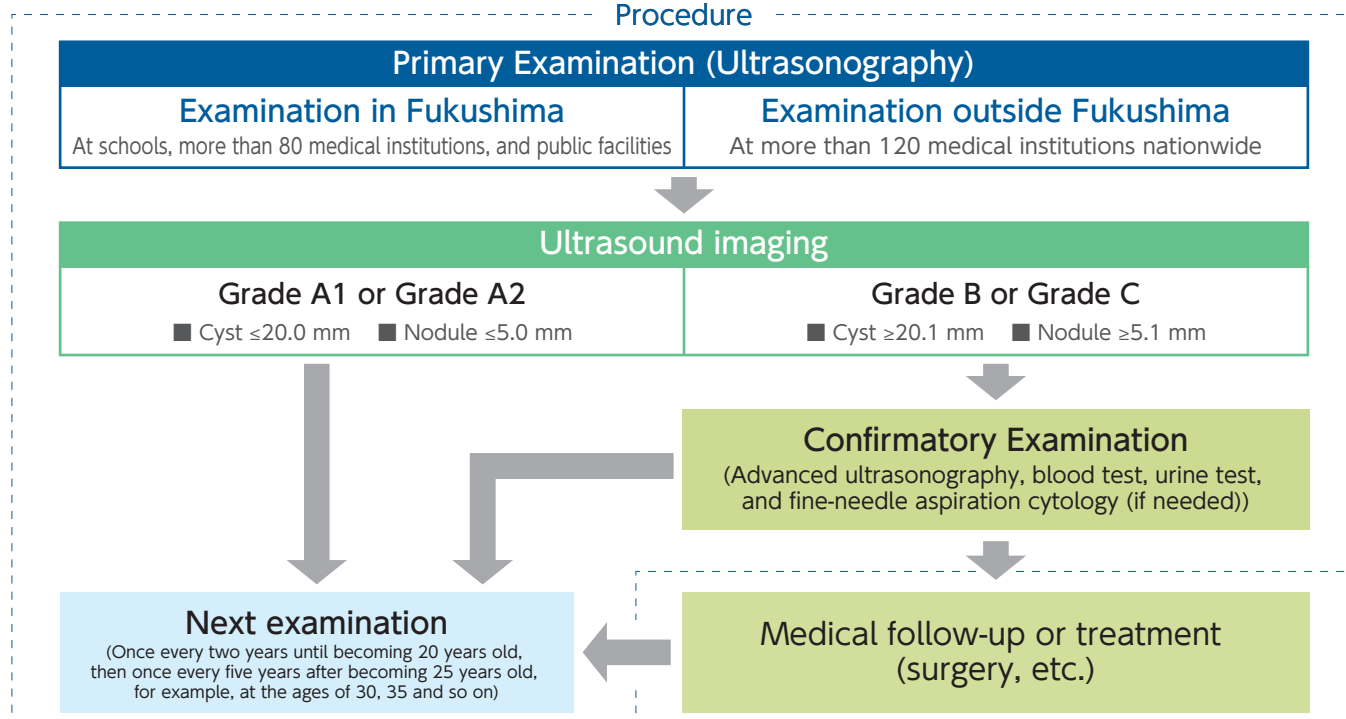 Procedure
Primary Examination (Ultrasonography)
Examination in Fukushima
At schools, more than 80 medical institutions, and public facilities
Examination outside Fukushima
At more than 120 medical institutions nationwide
Ultrasound imaging
Grade A1 or Grade A2
■ Cyst ≤20.0 mm ■ Nodule ≤5.0 mm
Grade B or Grade C
■ Cyst ≥20.1 mm ■ Nodule ≥5.1 mm
Confirmatory Examination
(Advanced ultrasonography, blood test, urine test,
and fine-needle aspiration cytology (if needed))
Next examination
(Once every two years until becoming 20 years old,
then once every five years after becoming 25 years old,
for example, at the ages of 30, 35 and so on)
Medical follow-up or treatment
(surgery, etc.)